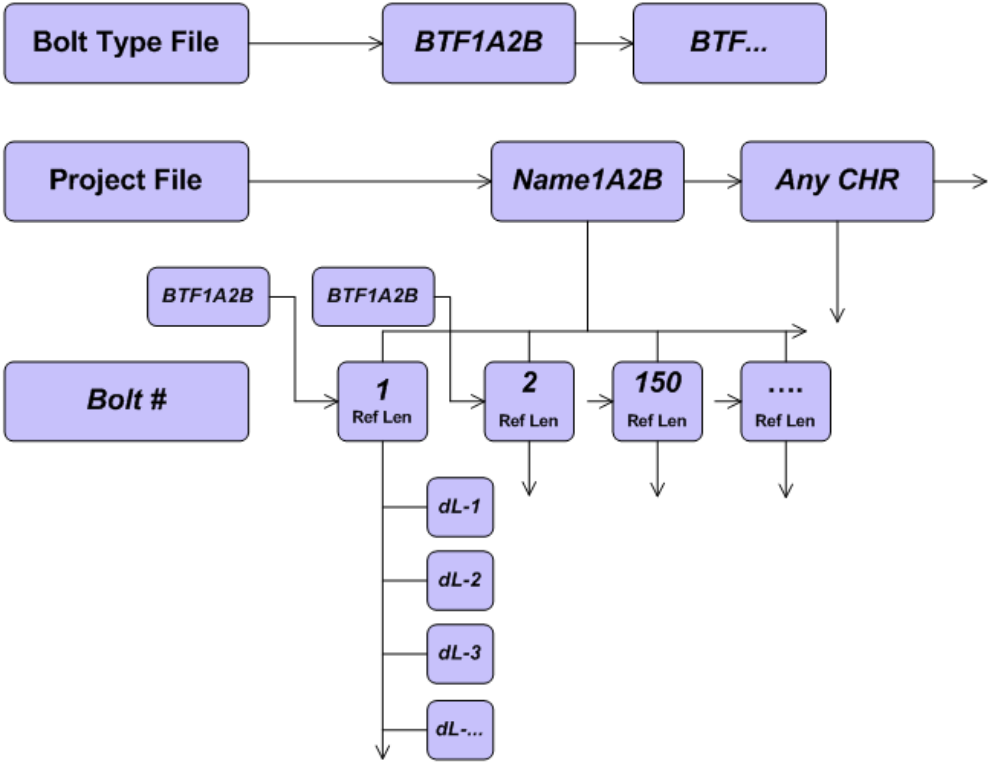 Bolt Type File
BTF1A2B
BTF...
Project File
Name1A2B
Any CHR
BTF1A2B
BTF1A2B
Bolt #
1
Ref Len
2
Ref Len
150
Ref Len
....
Ref Len
dL-1
dL-2
dL-3
dL-...